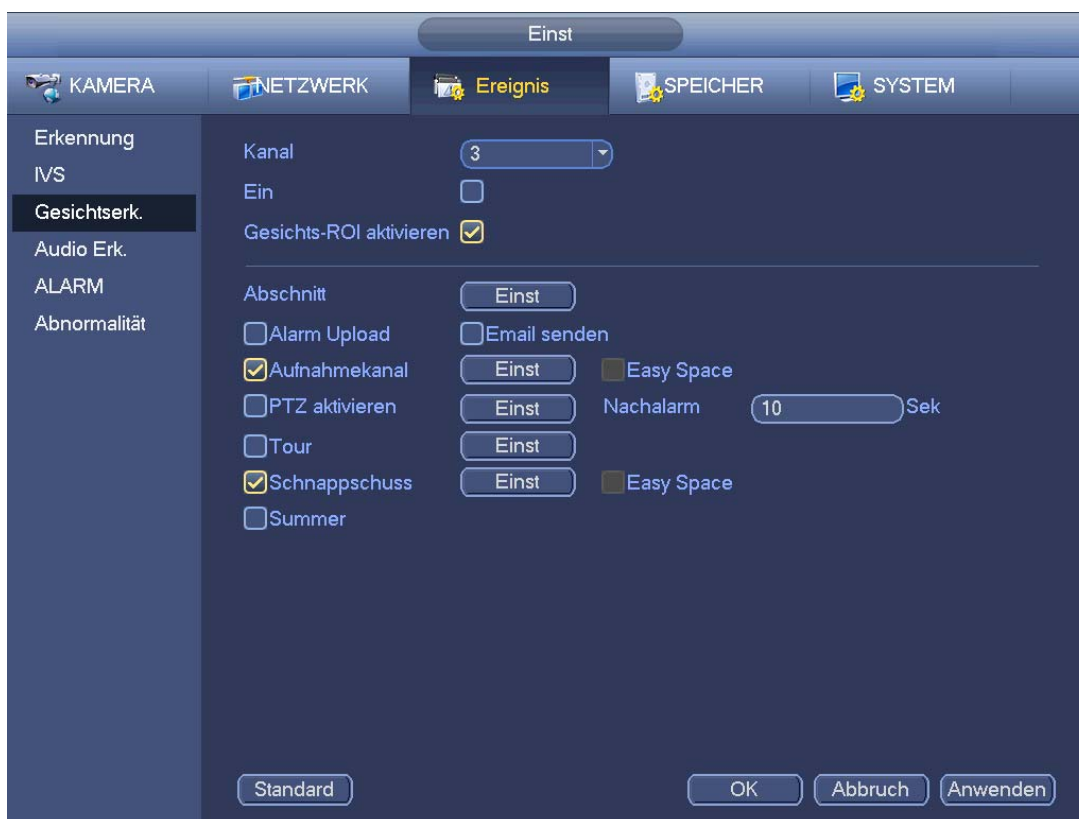 Einst
KAMERA NETZWERK Ereignis SPEICHER SYSTEM
Erkennung
IVS
Gesichtserk.
Audio Erk.
ALARM
Abnormalität
Kanal 3
Ein
Gesichts-ROI aktivieren
Abschnitt Einst
Alarm Upload Email senden
Aufnahmekanal Einst Easy Space
PTZ aktivieren Einst Nachalarm 10 Sek
Tour Einst
Schnappschuss Einst Easy Space
Summer
Standard OK Abbruch Anwenden